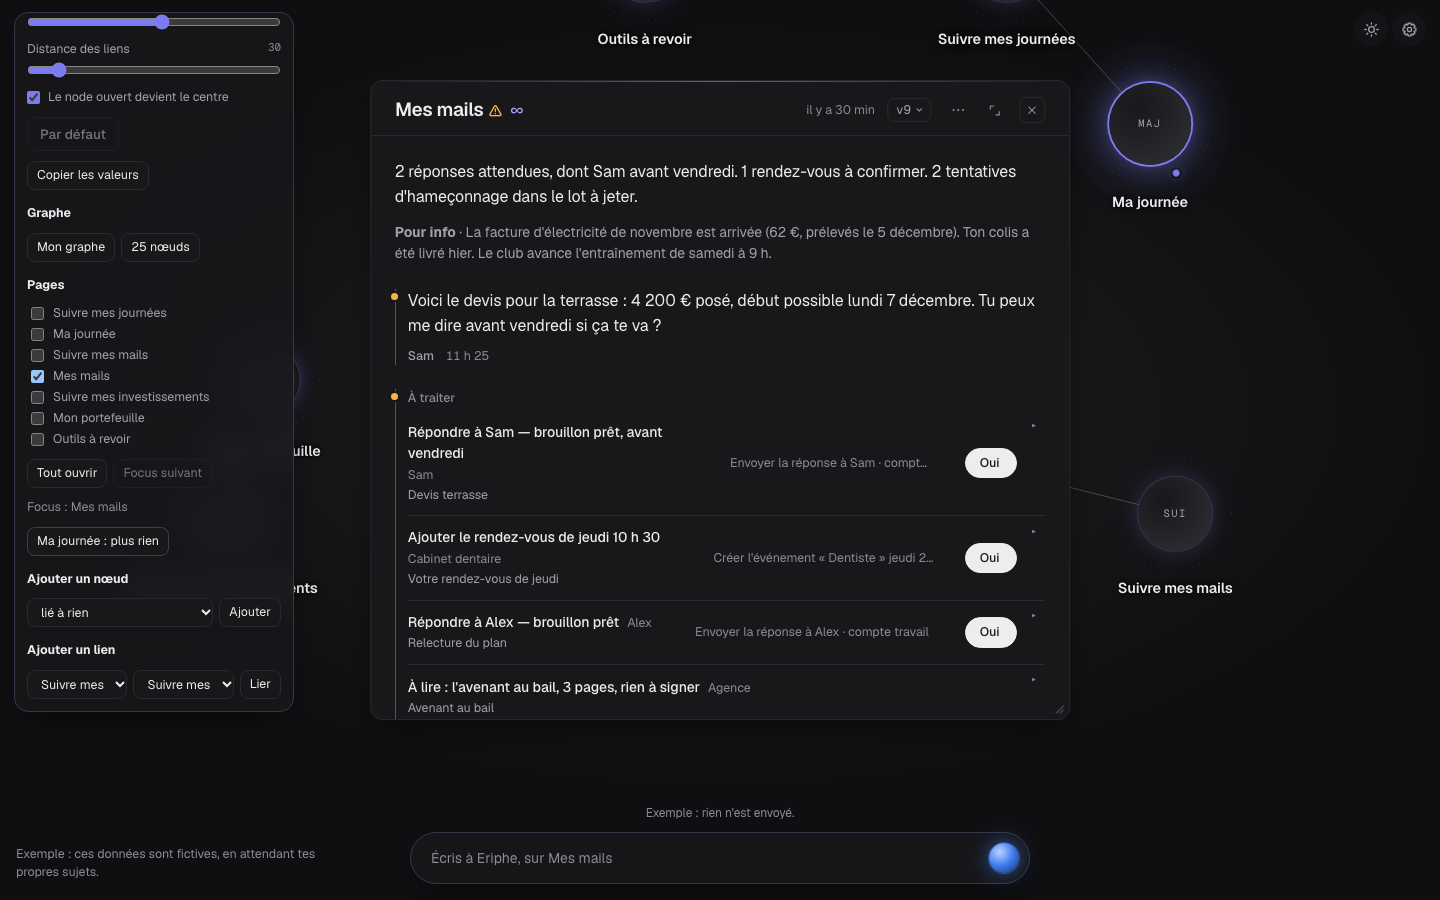 Distance des liens 30
Le node ouvert devient le centre
Par défaut
Copier les valeurs
Graphe
Mon graphe 25 nœuds
Pages
Suivre mes journées
Ma journée
Suivre mes mails
Mes mails
Suivre mes investissements
Mon portefeuille
Outils à revoir
Tout ouvrir Focus suivant
Focus : Mes mails
Ma journée : plus rien
Ajouter un nœud
lié à rien Ajouter
Ajouter un lien
Suivre mes Suivre mes Lier
uille
ents
Outils à revoir
Suivre mes journées
MAJ
Ma journée
SUI
Suivre mes mails
Mes mails il y a 30 min v9
2 réponses attendues, dont Sam avant vendredi. 1 rendez-vous à confirmer. 2 tentatives
d'hameçonnage dans le lot à jeter.
Pour info · La facture d'électricité de novembre est arrivée (62 €, prélevés le 5 décembre). Ton colis a
été livré hier. Le club avance l'entraînement de samedi à 9 h.
Voici le devis pour la terrasse : 4 200 € posé, début possible lundi 7 décembre. Tu peux
me dire avant vendredi si ça te va ?
Sam 11 h 25
À traiter
Répondre à Sam — brouillon prêt, avant
vendredi
Sam
Devis terrasse
Envoyer la réponse à Sam · compt… Oui
Ajouter le rendez-vous de jeudi 10 h 30
Cabinet dentaire
Votre rendez-vous de jeudi
Créer l'événement « Dentiste » jeudi 2… Oui
Répondre à Alex — brouillon prêt Alex
Relecture du plan
Envoyer la réponse à Alex · compte travail Oui
À lire : l'avenant au bail, 3 pages, rien à signer Agence
Avenant au bail
Exemple : rien n'est envoyé.
Écris à Eriphe, sur Mes mails
Exemple : ces données sont fictives, en attendant tes
propres sujets.